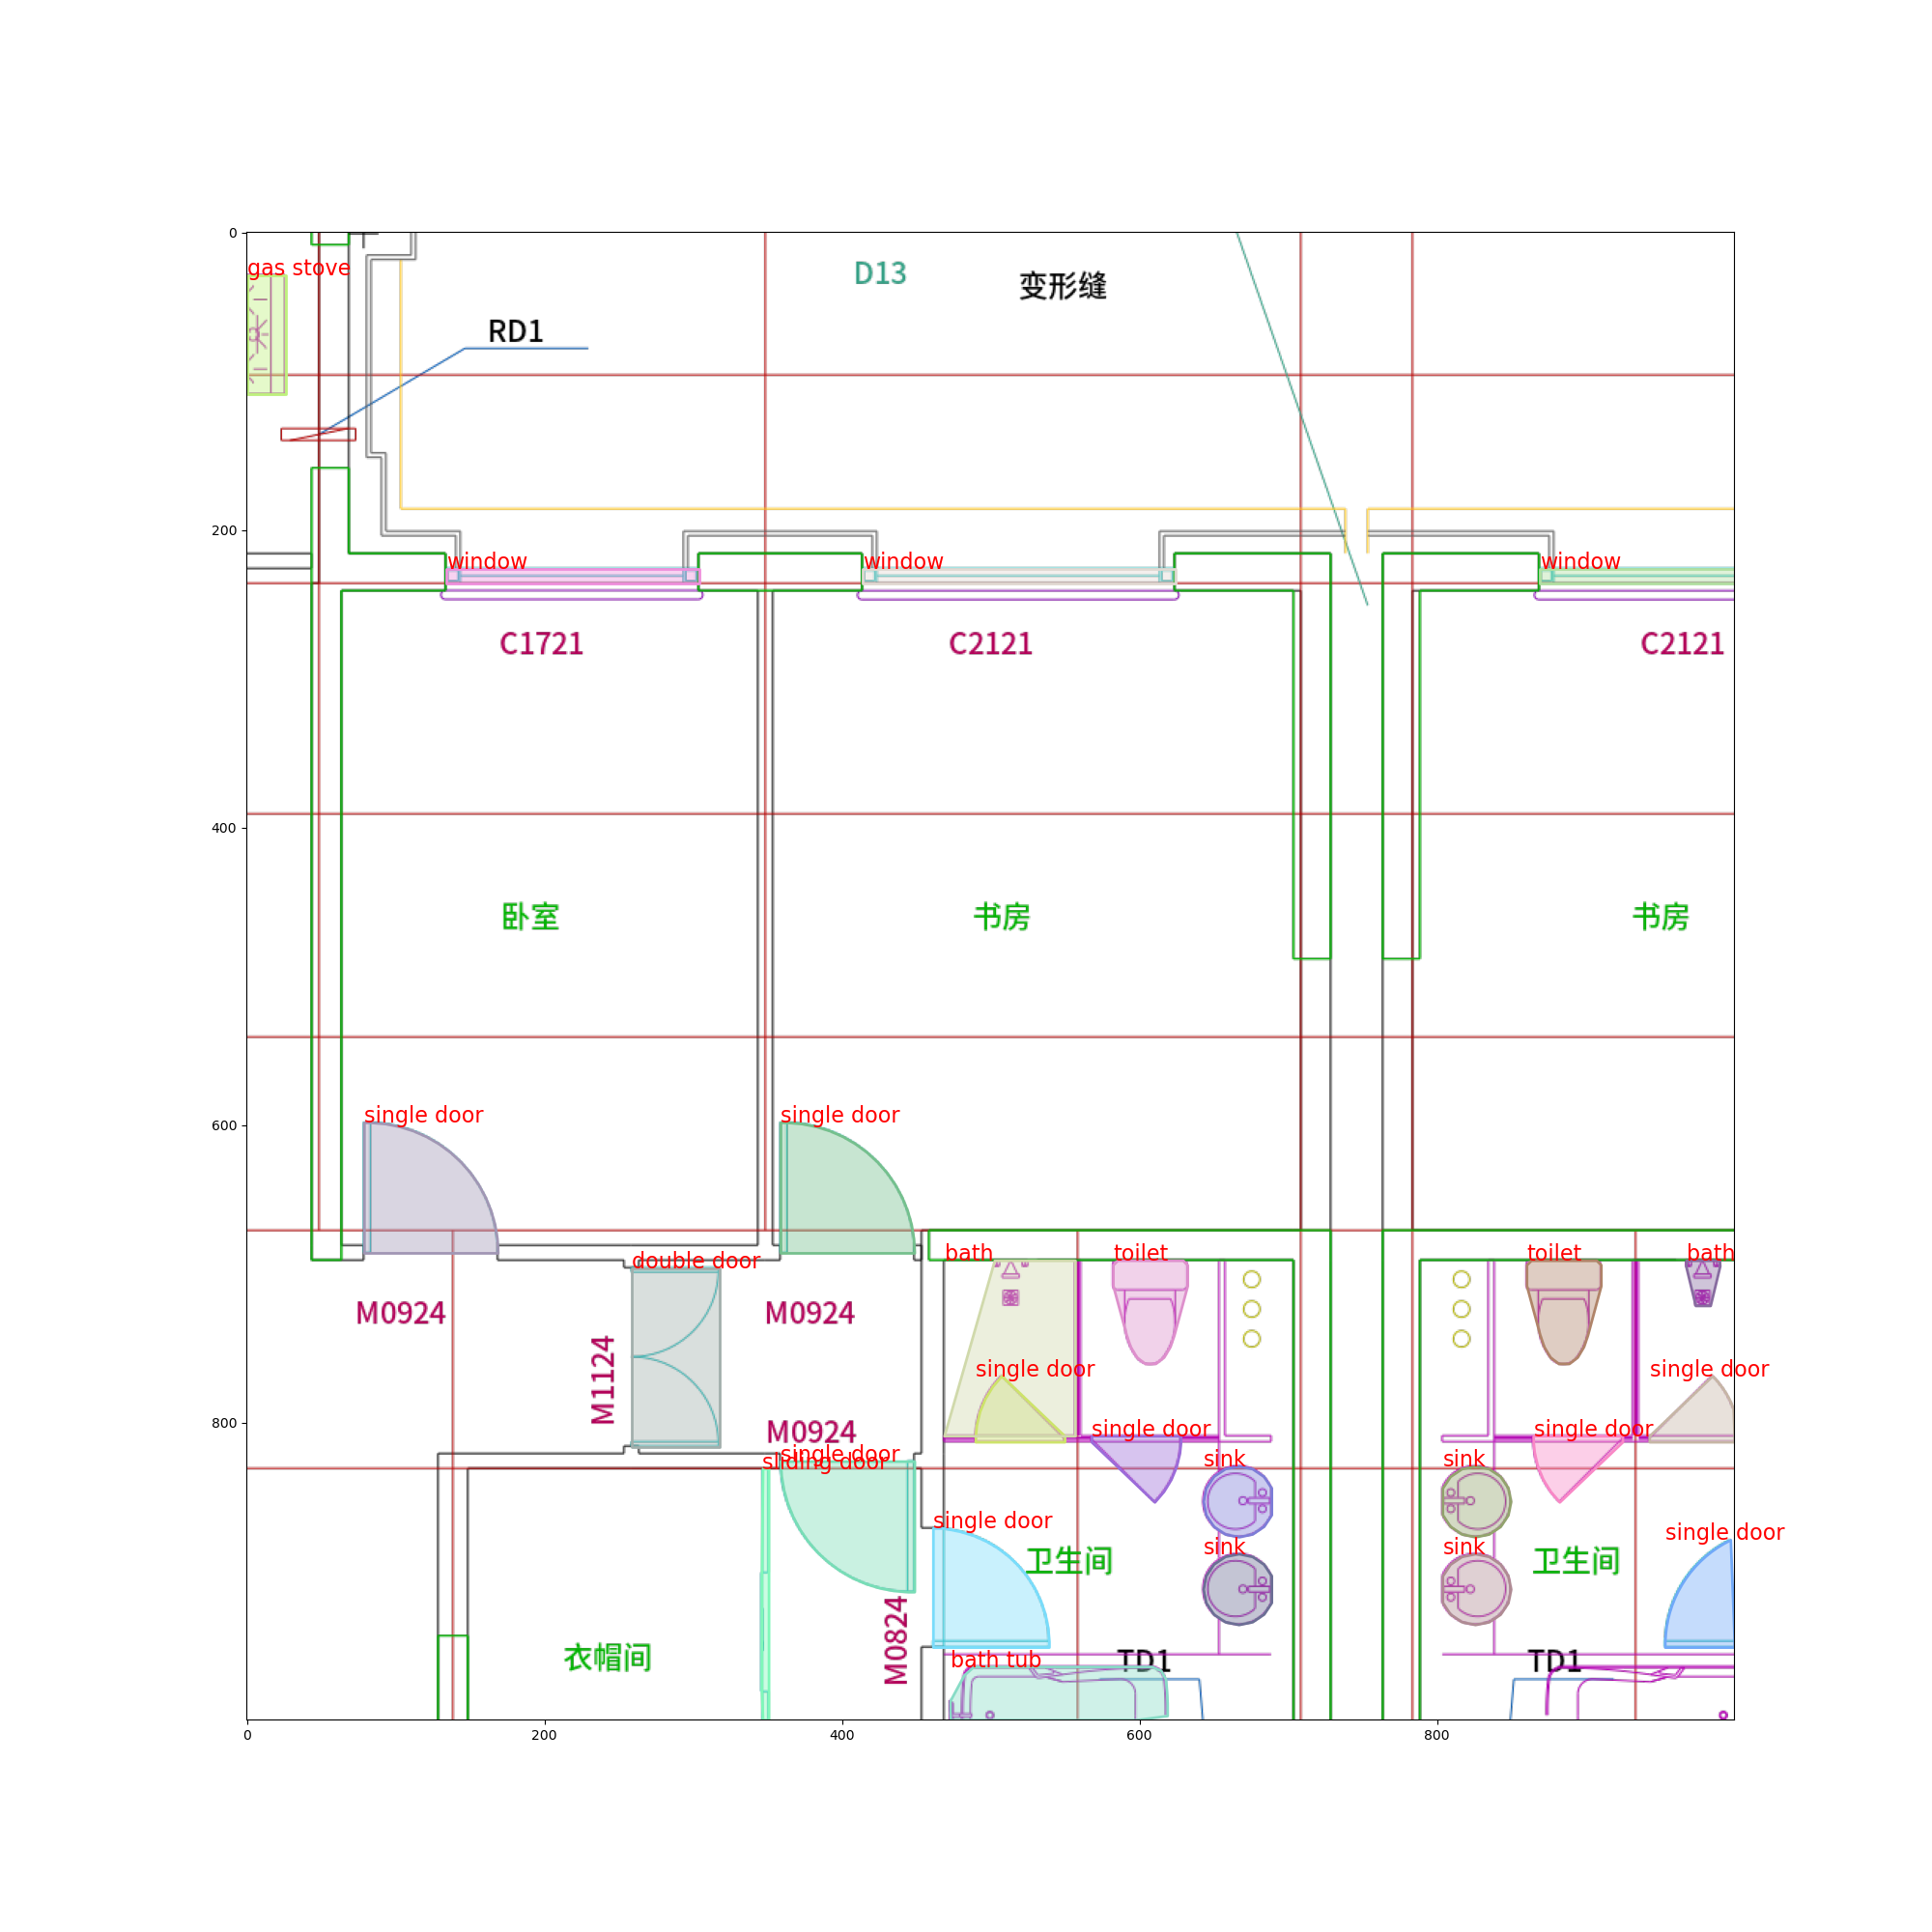 0
D13
变形缝
gas stove
RD1
200
window
window
window
C1721
C2121
C2121
400
卧室
书房
书房
600
single door
single door
bath
toilet
toilet
bath
double door
M0924
M0924
M1124
single door
single door
800
M0924
single door
single door
single door
sliding door
sink
sink
single door
single door
sink
sink
卫生间
卫生间
M0824
衣帽间
bath tub
TD1
TD1
0
200
400
600
800